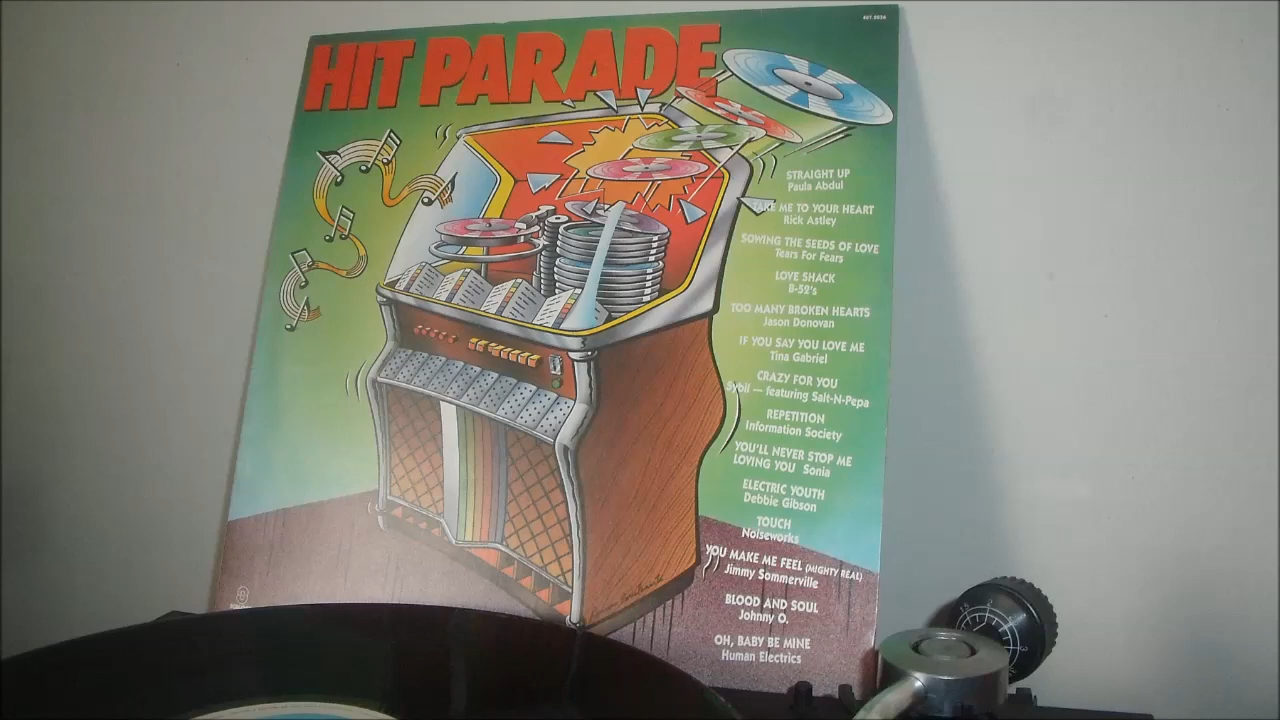 HIT PARADE
407.0036
STRAIGHT UP
Paula Abdul
TAKE ME TO YOUR HEART
Rick Astley
SOWING THE SEEDS OF LOVE
Tears For Fears
LOVE SHACK
B-52's
TOO MANY BROKEN HEARTS
Jason Donovan
IF YOU SAY YOU LOVE ME
Tina Gabriel
CRAZY FOR YOU
Sybil — featuring Salt-N-Pepa
REPETITION
Information Society
YOU'LL NEVER STOP ME
LOVING YOU Sonia
ELECTRIC YOUTH
Debbie Gibson
TOUCH
Noiseworks
YOU MAKE ME FEEL (MIGHTY REAL)
Jimmy Sommerville
BLOOD AND SOUL
Johnny O.
OH, BABY BE MINE
Human Electrics